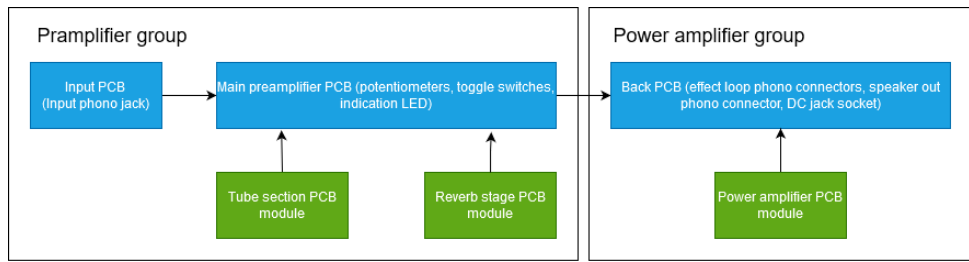 Pramplifier group
Power amplifier group
Input PCB
(Input phono jack)
Main preamplifier PCB (potentiometers, toggle switches,
indication LED)
Back PCB (effect loop phono connectors, speaker out
phono connector, DC jack socket)
Tube section PCB
module
Reverb stage PCB
module
Power amplifier PCB
module